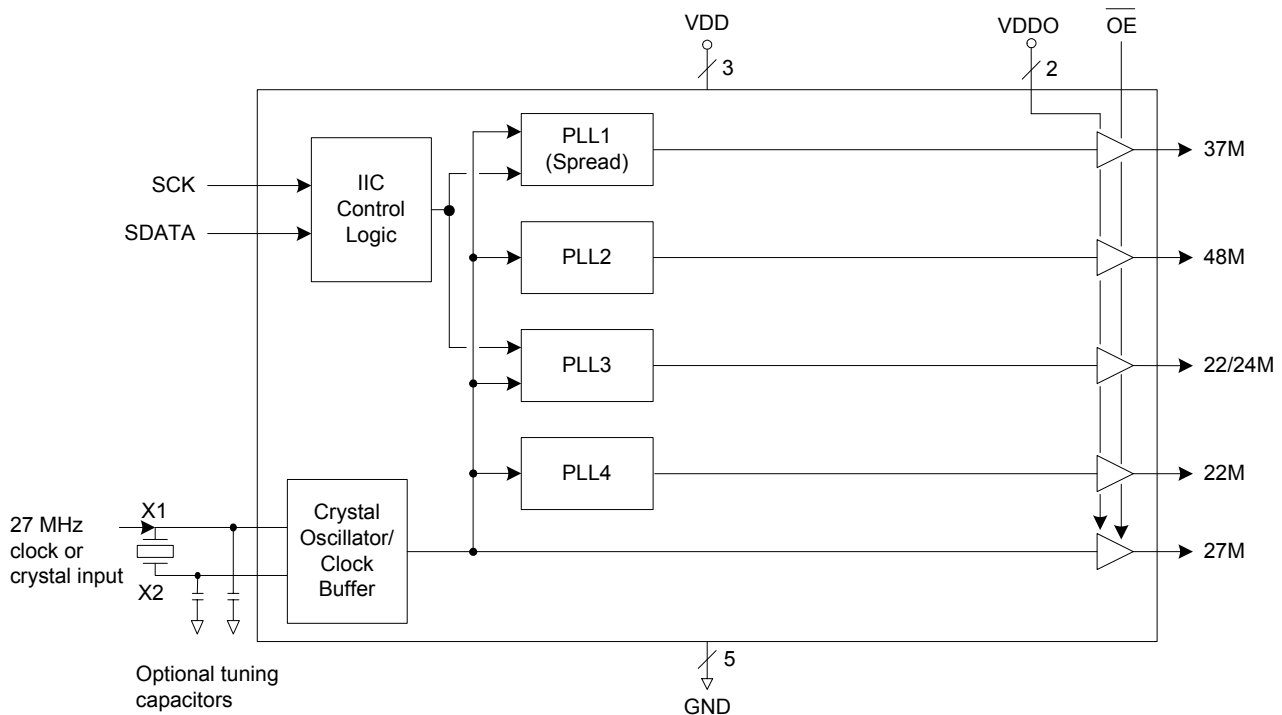 VDD
VDDO
OE
3
2
PLL1
(Spread)
37M
SCK
SDATA
IIC
Control
Logic
PLL2
48M
PLL3
22/24M
PLL4
22M
27 MHz
clock or
crystal input
X1
X2
Crystal
Oscillator/
Clock
Buffer
27M
Optional tuning
capacitors
5
GND